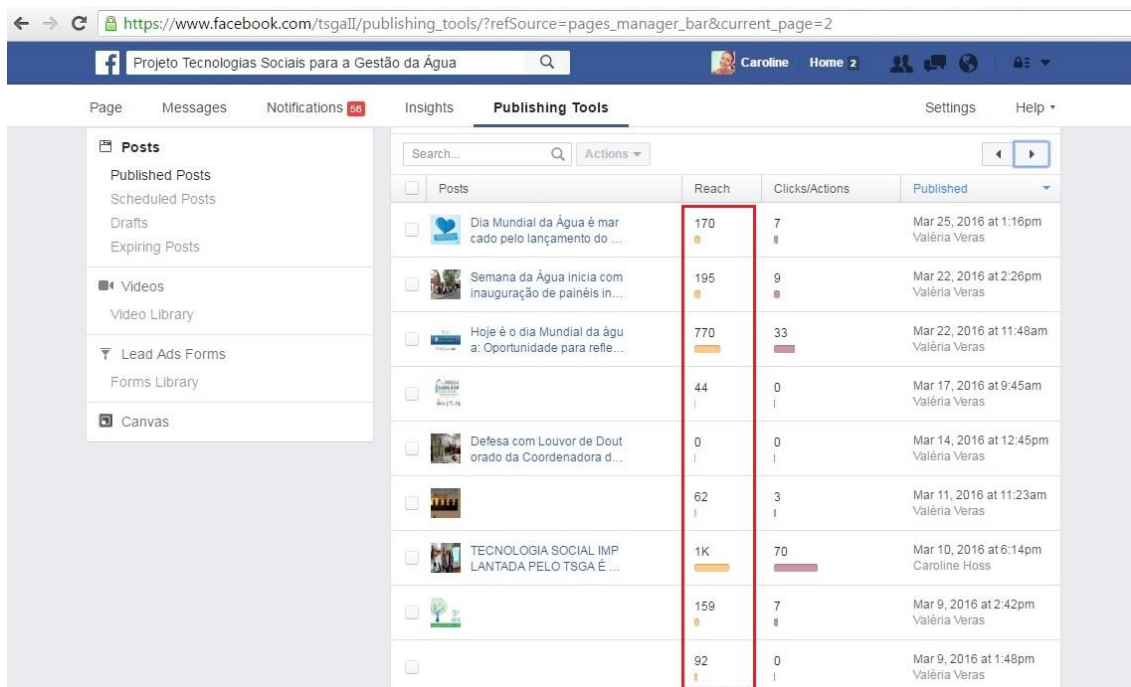 https://www.facebook.com/tsgaII/publishing_tools/?refSource=pages_manager_bar&current_page=2
Projeto Tecnologias Sociais para a Gestão da Água
Caroline Home 2
Page Messages Notifications 56 Insights Publishing Tools Settings Help
Posts
Published Posts
Scheduled Posts
Drafts
Expiring Posts
Videos
Video Library
Lead Ads Forms
Forms Library
Canvas
Search... Actions
Posts Reach Clicks/Actions Published
Dia Mundial da Água é mar 170 7 Mar 25, 2016 at 1:16pm
cado pelo lançamento do ... Valéria Veras
Semana da Água inicia com 195 9 Mar 22, 2016 at 2:26pm
inauguração de painéis in... Valéria Veras
Hoje é o dia Mundial da águ 770 33 Mar 22, 2016 at 11:48am
a: Oportunidade para refle... Valéria Veras
44 0 Mar 17, 2016 at 9:45am
Valéria Veras
Defesa com Louvor de Dout 0 0 Mar 14, 2016 at 12:45pm
orado da Coordenadora d... Valéria Veras
62 3 Mar 11, 2016 at 11:23am
Valéria Veras
TECNOLOGIA SOCIAL IMP 1K 70 Mar 10, 2016 at 6:14pm
LANTADA PELO TSGA É ... Caroline Hoss
159 7 Mar 9, 2016 at 2:42pm
Valéria Veras
92 0 Mar 9, 2016 at 1:48pm
Valéria Veras